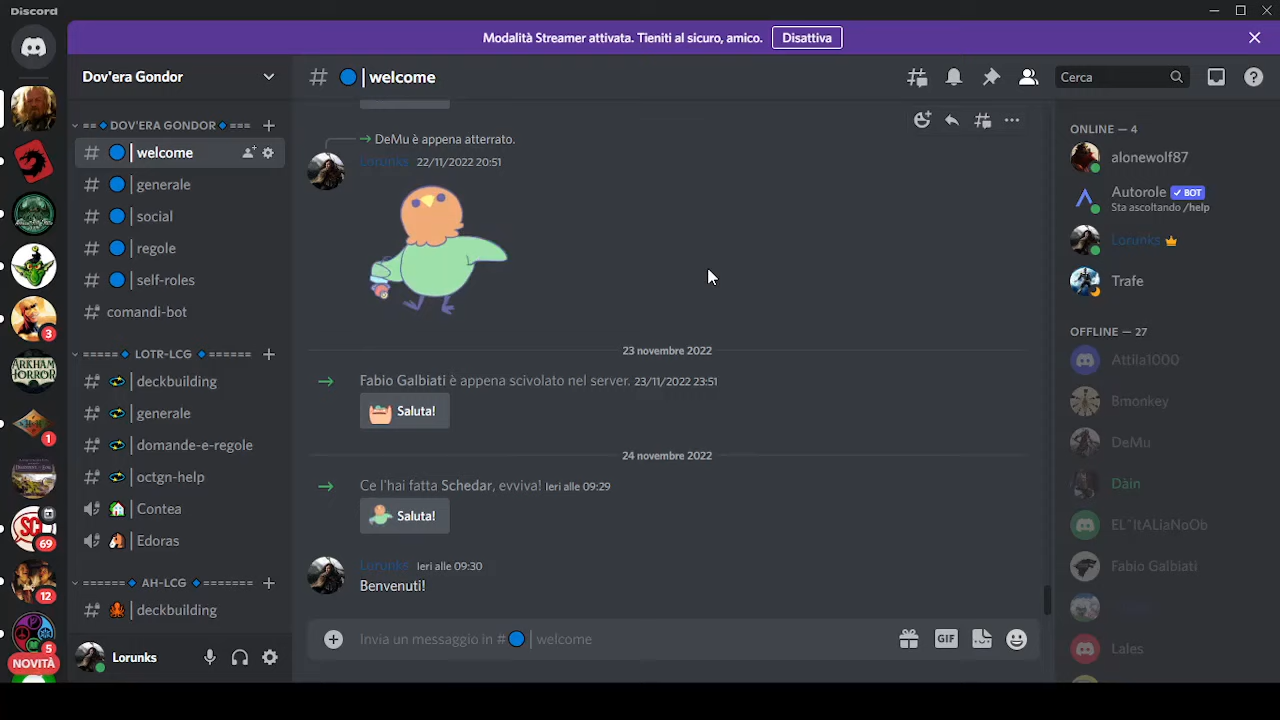 Discord
Modalità Streamer attivata. Tieniti al sicuro, amico. Disattiva
Dov'era Gondor
# | welcome
Cerca
== DOV'ERA GONDOR ===
welcome
generale
social
regole
self-roles
comandi-bot
===== LOTR-LCG ======
deckbuilding
generale
domande-e-regole
octgn-help
Contea
Edoras
====== AH-LCG =======
deckbuilding
3
ARKHAM HORROR
1
69
12
5
NOVITÀ
Lorunks
DeMu è appena atterrato.
Lorunks 22/11/2022 20:51
23 novembre 2022
Fabio Galbiati è appena scivolato nel server. 23/11/2022 23:51
Saluta!
24 novembre 2022
Ce l'hai fatta Schedar, evviva! Ieri alle 09:29
Saluta!
Lorunks Ieri alle 09:30
Benvenuti!
Invia un messaggio in # | welcome
GIF
ONLINE — 4
alonewolf87
Autorole BOT
Sta ascoltando /help
Lorunks
Trafe
OFFLINE — 27
Attila1000
Bmonkey
DeMu
Dàin
EL^ItALiaNoOb
Fabio Galbiati
Lales